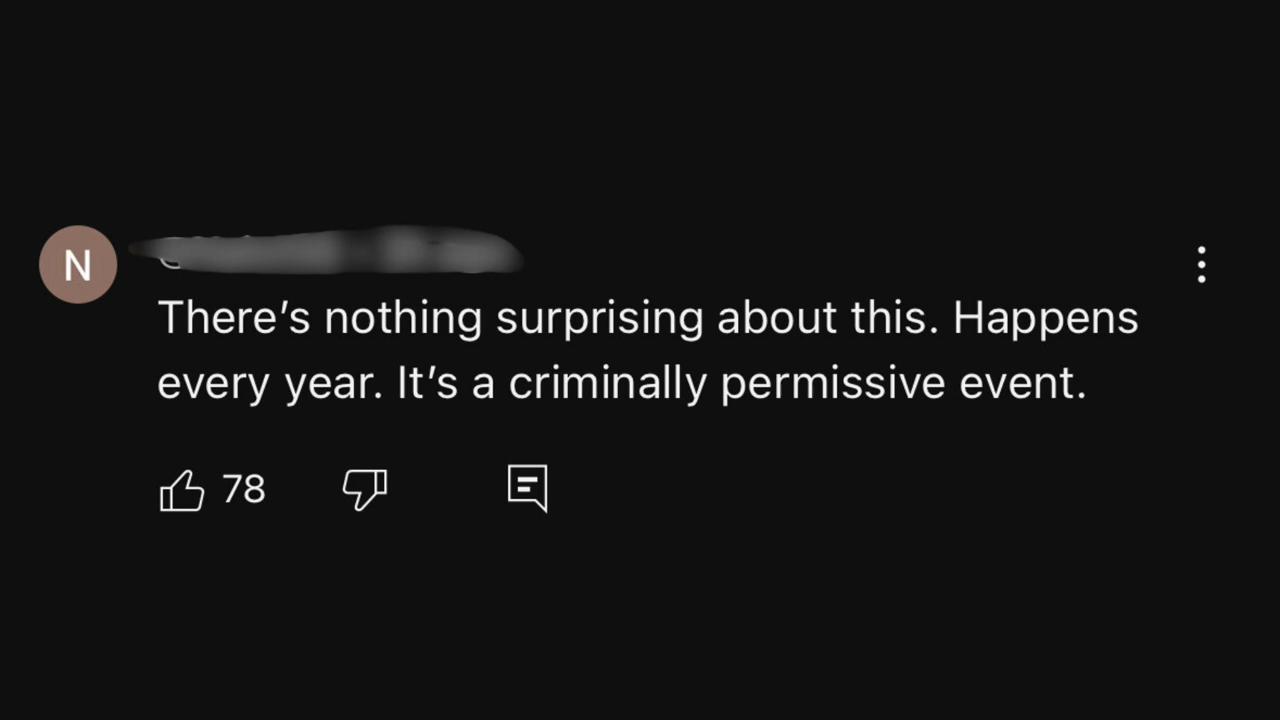 N
There’s nothing surprising about this. Happens
every year. It’s a criminally permissive event.
78